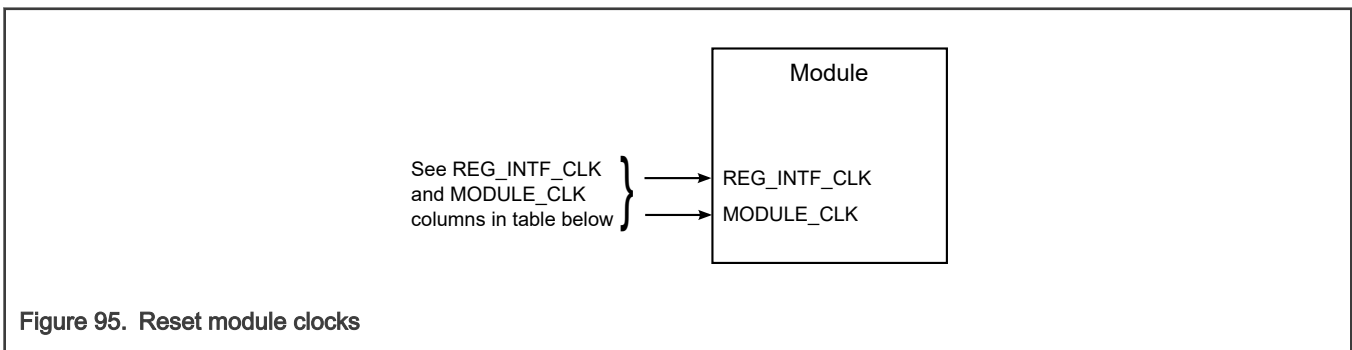 Module
See REG_INTF_CLK
and MODULE_CLK
columns in table below
REG_INTF_CLK
MODULE_CLK
Figure 95. Reset module clocks